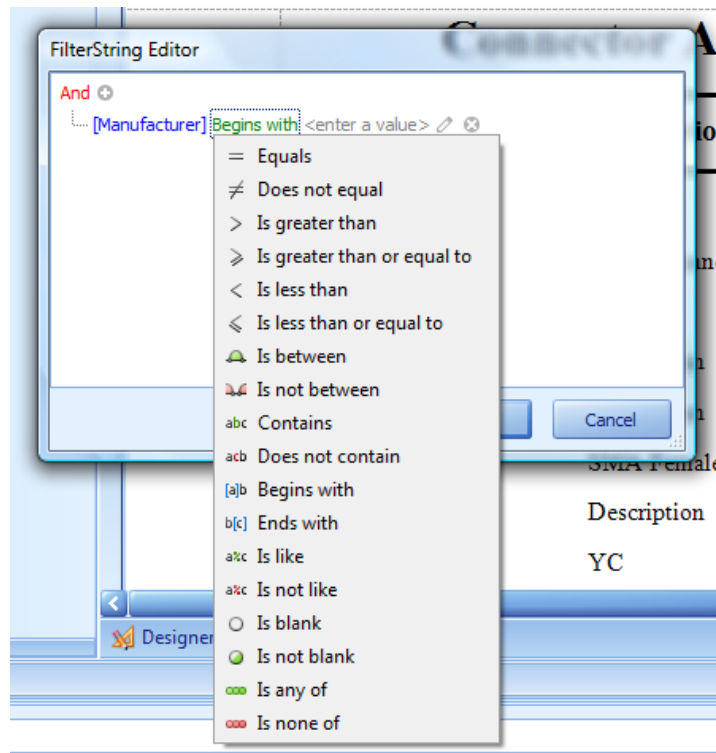 Connector A
FilterString Editor
And
[Manufacturer] Begins with <enter a value>
= Equals
≠ Does not equal
> Is greater than
⩾ Is greater than or equal to
< Is less than
⩽ Is less than or equal to
Is between
Is not between
abc Contains
acb Does not contain
[a]b Begins with
b[c] Ends with
a%c Is like
a%c Is not like
Is blank
Is not blank
Is any of
Is none of
Cancel
SMA Female
Description
YC
Designer